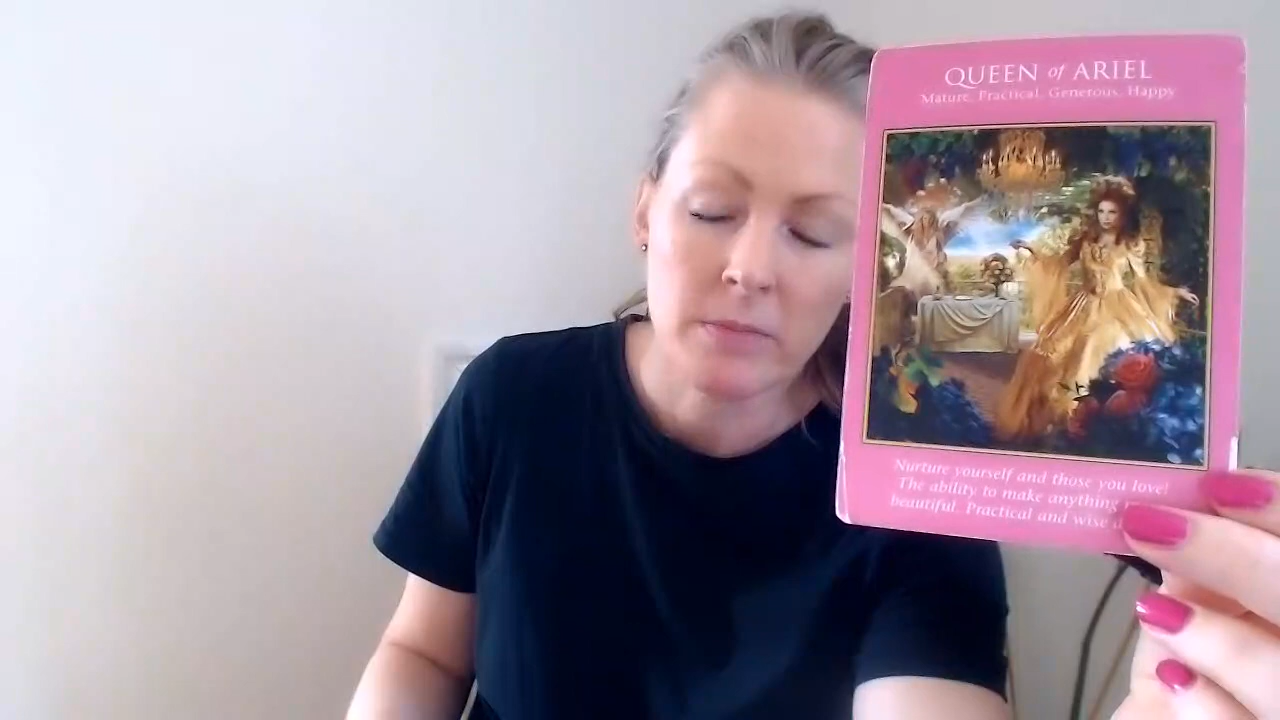 QUEEN of ARIEL
Mature, Practical, Generous, Happy
Nurture yourself and those you love!
The ability to make anything
beautiful. Practical and wise